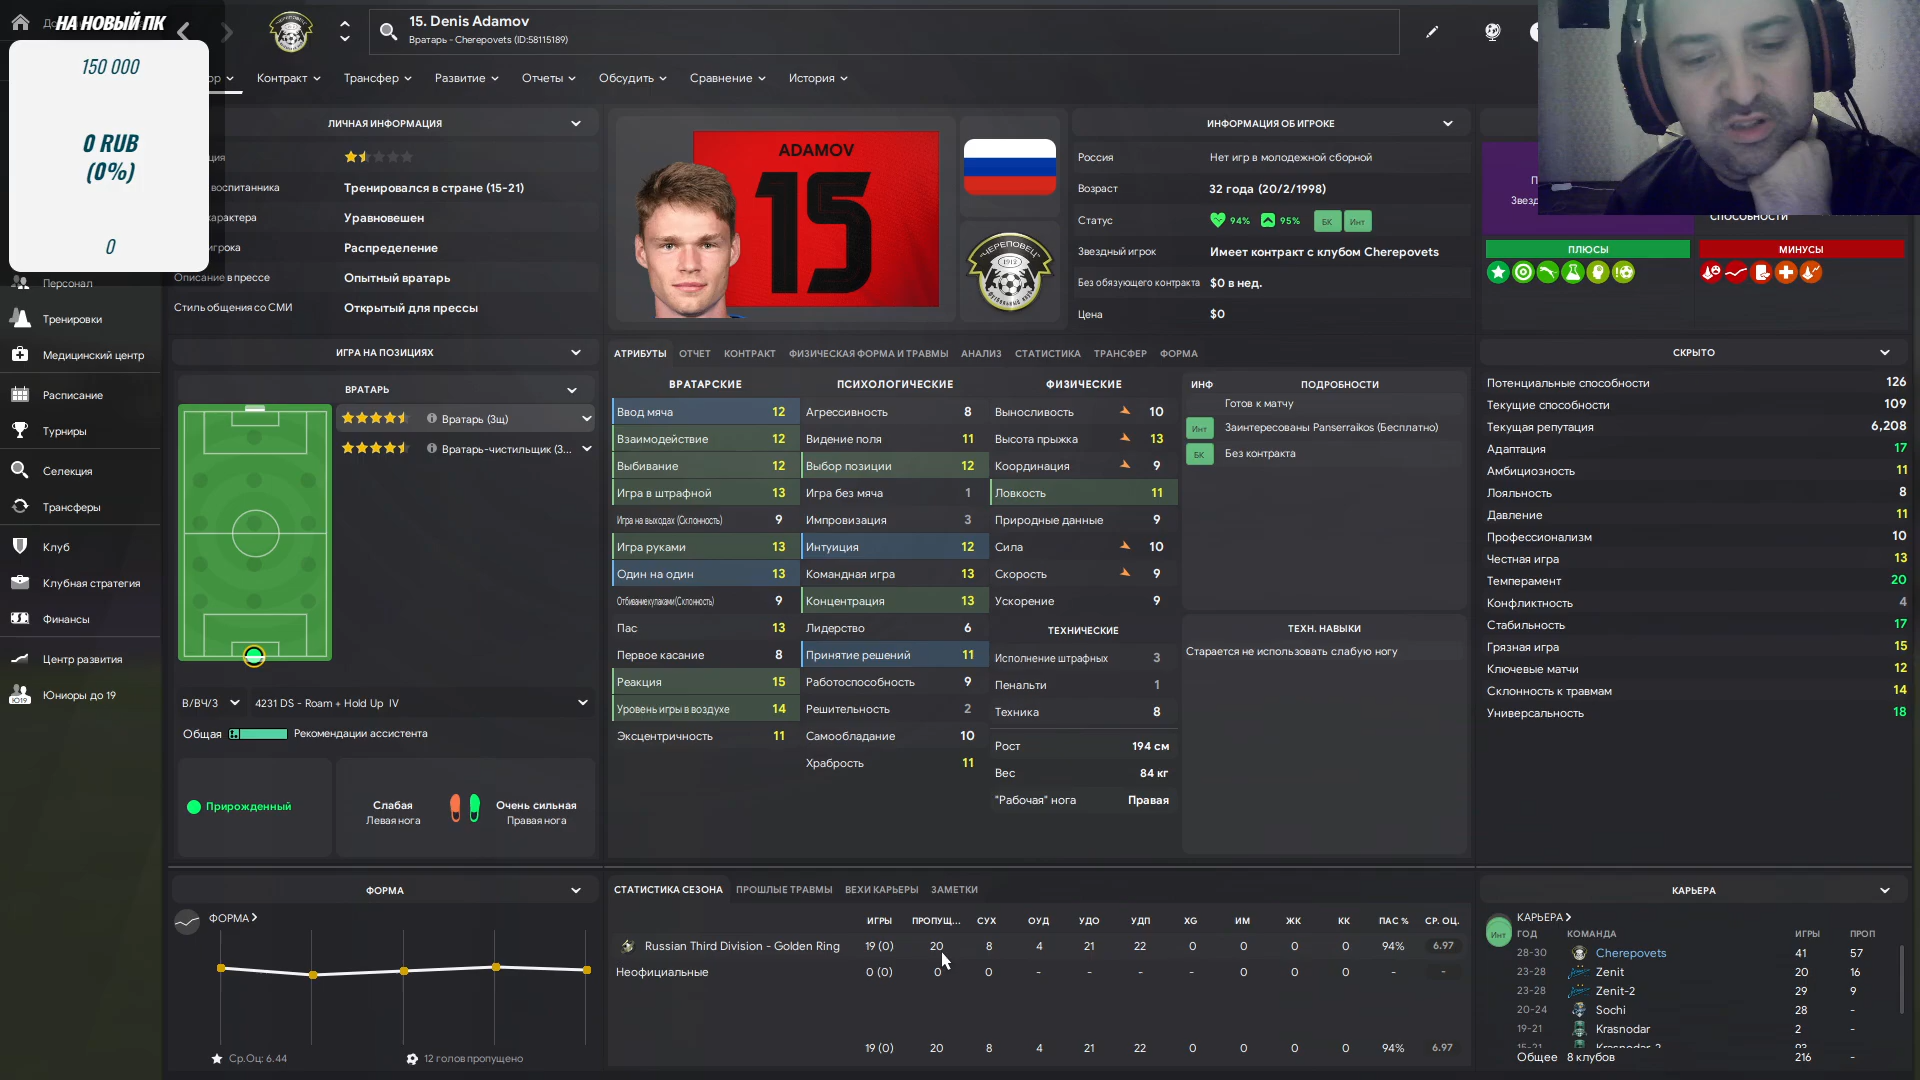 НА НОВЫЙ ПК
150 000
0 RUB
(0%)
0
15. Denis Adamov
Вратарь - Cherepovets (ID:58115189)
Контракт
Трансфер
Развитие
Отчеты
Обсудить
Сравнение
История
Персонал
Тренировки
Медицинский центр
Расписание
Турниры
Селекция
Трансферы
Клуб
Клубная стратегия
Финансы
Центр развития
Юниоры до 19
ЛИЧНАЯ ИНФОРМАЦИЯ
воспитанника Тренировался в стране (15-21)
характера Уравновешен
игрока Распределение
Описание в прессе Опытный вратарь
Стиль общения со СМИ Открытый для прессы
ADAMOV
15
ИНФОРМАЦИЯ ОБ ИГРОКЕ
Россия Нет игр в молодежной сборной
Возраст 32 года (20/2/1998)
Статус 94% 95% БК Инт
Звездный игрок Имеет контракт с клубом Cherepovets
Без обязующего контракта $0 в нед.
Цена $0
СПОСОБНОСТИ
ПЛЮСЫ
МИНУСЫ
ИГРА НА ПОЗИЦИЯХ
ВРАТАРЬ
Вратарь (Зщ)
Вратарь-чистильщик (З...
В/ВЧ/З 4231 DS - Roam + Hold Up IV
Общая Рекомендации ассистента
Прирожденный
Слабая
Левая нога
Очень сильная
Правая нога
АТРИБУТЫ ОТЧЕТ КОНТРАКТ ФИЗИЧЕСКАЯ ФОРМА И ТРАВМЫ АНАЛИЗ СТАТИСТИКА ТРАНСФЕР ФОРМА
ВРАТАРСКИЕ
Ввод мяча 12
Взаимодействие 12
Выбивание 12
Игра в штрафной 13
Игра на выходах (Склонность) 9
Игра руками 13
Один на один 13
Отбивание кулаками (Склонность) 9
Пас 13
Первое касание 8
Реакция 15
Уровень игры в воздухе 14
Эксцентричность 11
ПСИХОЛОГИЧЕСКИЕ
Агрессивность 8
Видение поля 11
Выбор позиции 12
Игра без мяча 1
Импровизация 3
Интуиция 12
Командная игра 13
Концентрация 13
Лидерство 6
Принятие решений 11
Работоспособность 9
Решительность 2
Самообладание 10
Храбрость 11
ФИЗИЧЕСКИЕ
Выносливость 10
Высота прыжка 13
Координация 9
Ловкость 11
Природные данные 9
Сила 10
Скорость 9
Ускорение 9
ТЕХНИЧЕСКИЕ
Исполнение штрафных 3
Пенальти 1
Техника 8
Рост 194 см
Вес 84 кг
"Рабочая" нога Правая
ИНФ ПОДРОБНОСТИ
Готов к матчу
Инт Заинтересованы Panserraikos (Бесплатно)
БК Без контракта
ТЕХН. НАВЫКИ
Старается не использовать слабую ногу
СКРЫТО
Потенциальные способности 126
Текущие способности 109
Текущая репутация 6,208
Адаптация 17
Амбициозность 11
Лояльность 8
Давление 11
Профессионализм 10
Честная игра 13
Темперамент 20
Конфликтность 4
Стабильность 17
Грязная игра 15
Ключевые матчи 12
Склонность к травмам 14
Универсальность 18
ФОРМА
ФОРМА
Ср.Оц: 6.44
12 голов пропущено
СТАТИСТИКА СЕЗОНА ПРОШЛЫЕ ТРАВМЫ ВЕХИ КАРЬЕРЫ ЗАМЕТКИ
ИГРЫ ПРОПУЩ... СУХ ОУД УДО УДП XG ИМ ЖК КК ПАС % СР. ОЦ.
Russian Third Division - Golden Ring 19 (0) 20 8 4 21 22 0 0 0 0 94% 6.97
Неофициальные 0 (0) 0 0 - - - - 0 0 0 - -
19 (0) 20 8 4 21 22 0 0 0 0 94% 6.97
КАРЬЕРА
КАРЬЕРА
ГОД КОМАНДА ИГРЫ ПРОП
28-30 Cherepovets 41 57
23-28 Zenit 20 16
23-28 Zenit-2 29 9
20-24 Sochi 28 -
19-21 Krasnodar 2 -
Общее 8 клубов 216 -